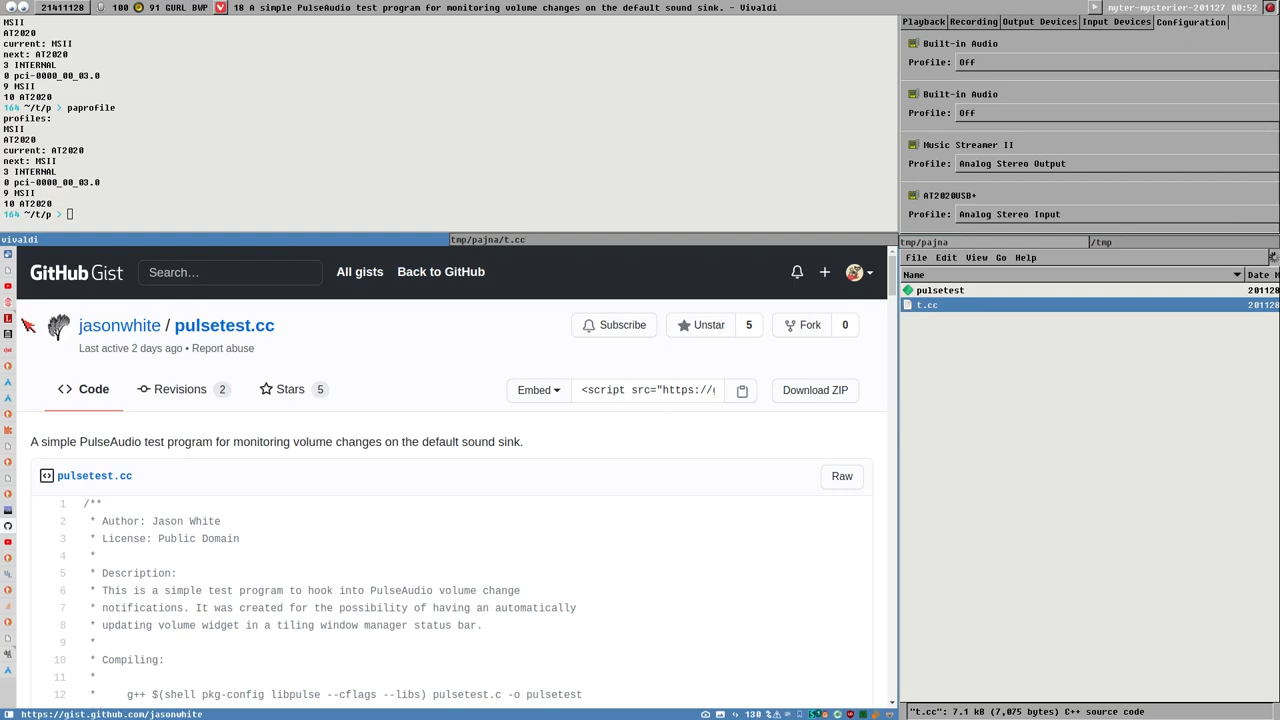 21411128 100 91 GURL BWP 18 A simple PulseAudio test program for monitoring volume changes on the default sound sink. - Vivaldi
myter-mysterier-201127 00:52
MSII
AT2020
current: MSII
next: AT2020
3 INTERNAL
0 pci-0000_00_03.0
9 MSII
10 AT2020
164 ~/t/p > paprofile
profiles:
MSII
AT2020
current: AT2020
next: MSII
3 INTERNAL
0 pci-0000_00_03.0
9 MSII
10 AT2020
164 ~/t/p >
Playback Recording Output Devices Input Devices Configuration
Built-in Audio
Profile: Off
Built-in Audio
Profile: Off
Music Streamer II
Profile: Analog Stereo Output
AT2020USB+
Profile: Analog Stereo Input
vivaldi
tmp/pajna/t.cc
GitHub Gist
Search…
All gists
Back to GitHub
jasonwhite / pulsetest.cc
Last active 2 days ago • Report abuse
Subscribe
Unstar 5
Fork 0
Code
Revisions 2
Stars 5
Embed
<script src="https://g
Download ZIP
A simple PulseAudio test program for monitoring volume changes on the default sound sink.
pulsetest.cc
Raw
1 /**
2 * Author: Jason White
3 * License: Public Domain
4 *
5 * Description:
6 * This is a simple test program to hook into PulseAudio volume change
7 * notifications. It was created for the possibility of having an automatically
8 * updating volume widget in a tiling window manager status bar.
9 *
10 * Compiling:
11 *
12 * g++ $(shell pkg-config libpulse --cflags --libs) pulsetest.c -o pulsetest
https://gist.github.com/jasonwhite
130 %
tmp/pajna
/tmp
File Edit View Go Help
Name
Date M
pulsetest 201128
t.cc 201128
"t.cc": 7.1 kB (7,075 bytes) C++ source code